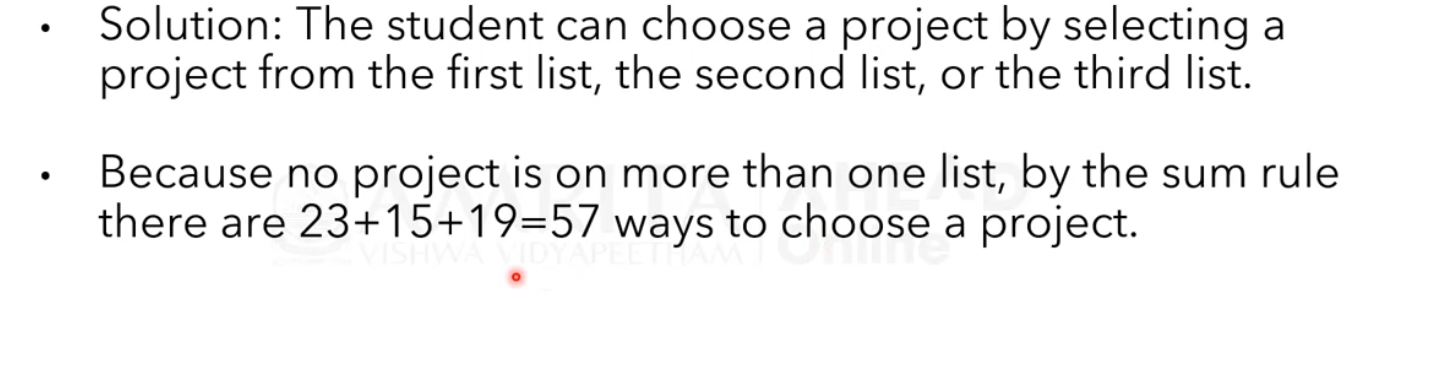 • Solution: The student can choose a project by selecting a
project from the first list, the second list, or the third list.
• Because no project is on more than one list, by the sum rule
there are 23+15+19=57 ways to choose a project.
AMRITA | AHEAD
VISHWA VIDYAPEETHAM | Online